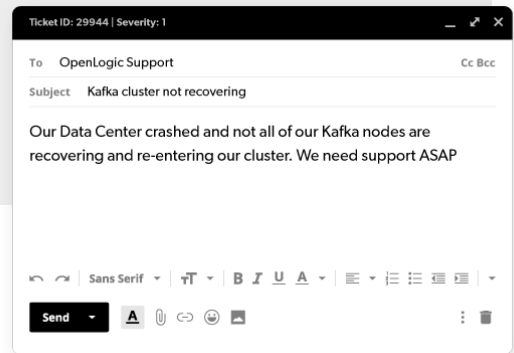 Ticket ID: 29944 | Severity: 1
To OpenLogic Support Cc Bcc
Subject Kafka cluster not recovering
Our Data Center crashed and not all of our Kafka nodes are
recovering and re-entering our cluster. We need support ASAP
Sans Serif TT B I U A
Send A